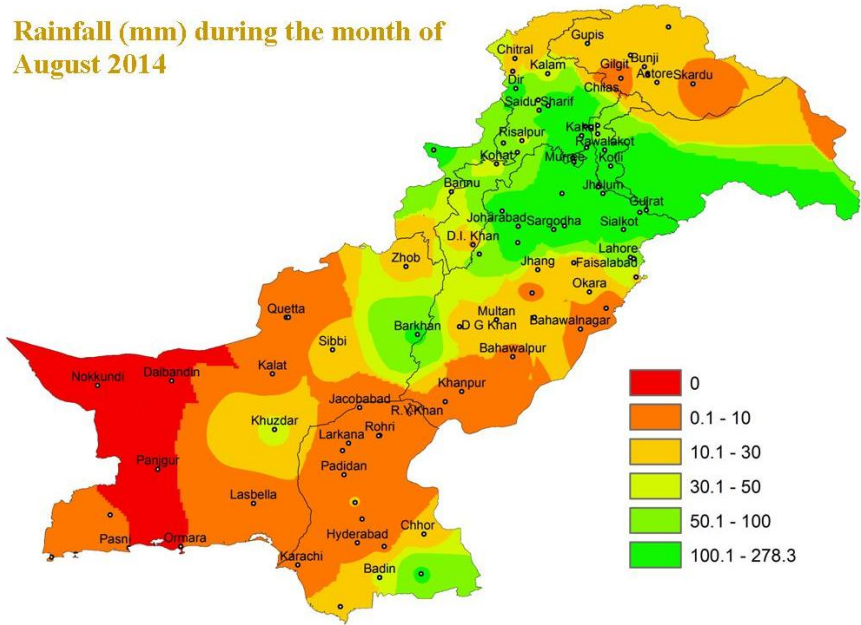 Rainfall (mm) during the month of
August 2014
Gupis
Chitral
Bunji
Kalam
Gilgit
Astore
Skardu
Dir
Chilas
Saidu Sharif
Kakul
Risalpur
Rawalakot
Kohat
Murree
Kotli
Bannu
Jhelum
Gujrat
Joharabad
Sargodha
Sialkot
D.I. Khan
Lahore
Zhob
Jhang
Faisalabad
Okara
Quetta
Multan
Barkhan
D G Khan
Bahawalnagar
Sibbi
Bahawalpur
Nokkundi
Dalbandin
Kalat
Khanpur
Jacobabad
R.Y.Khan
Khuzdar
Rohri
Larkana
Panjgur
Padidan
Lasbella
Chhor
Pasni
Ormara
Hyderabad
Karachi
Badin
0
0.1 - 10
10.1 - 30
30.1 - 50
50.1 - 100
100.1 - 278.3